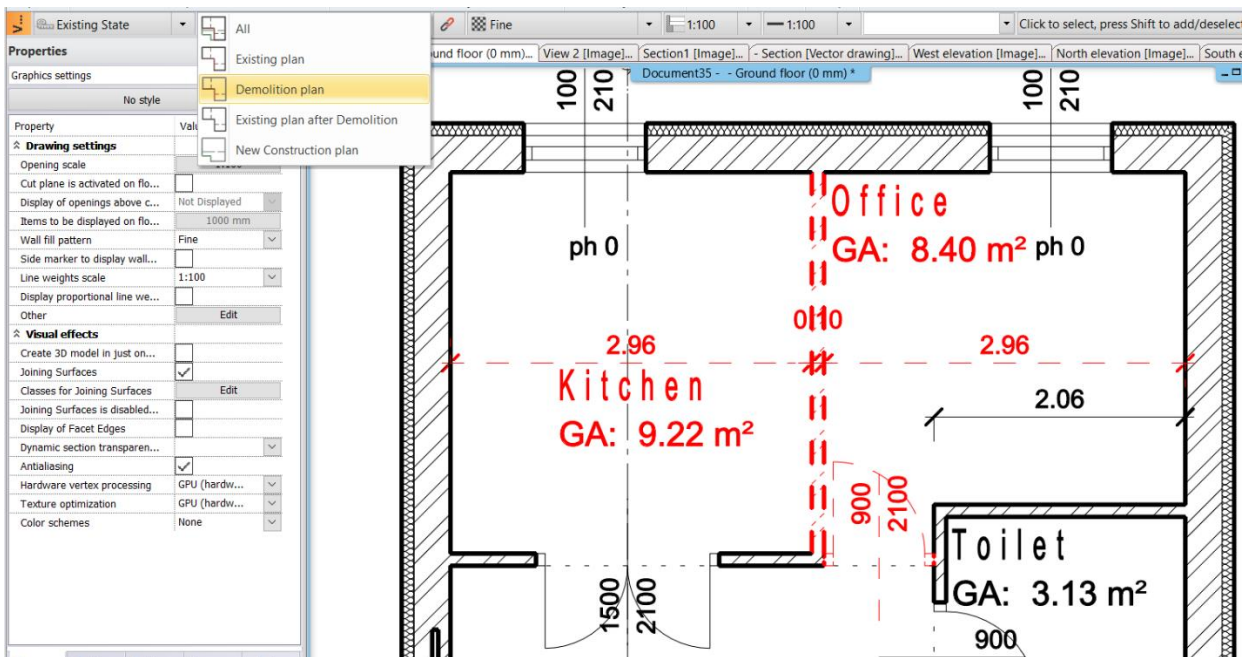 Existing State
Fine
1:100
1:100
Click to select, press Shift to add/deselect
All
Existing plan
Demolition plan
Existing plan after Demolition
New Construction plan
Properties
Graphics settings
No style
Property
Drawing settings
Opening scale
Cut plane is activated on flo...
Display of openings above c... Not Displayed
Items to be displayed on flo... 1000 mm
Wall fill pattern Fine
Side marker to display wall...
Line weights scale 1:100
Display proportional line we...
Other Edit
Visual effects
Create 3D model in just on...
Joining Surfaces
Classes for Joining Surfaces Edit
Joining Surfaces is disabled...
Display of Facet Edges
Dynamic section transparen...
Antialiasing
Hardware vertex processing GPU (hardw...
Texture optimization GPU (hardw...
Color schemes None
und floor (0 mm)... View 2 [Image]... Section1 [Image]... - Section [Vector drawing]... West elevation [Image]... North elevation [Image]... South e
Document35 - - Ground floor (0 mm) *
100
210
100
210
Office
GA: 8.40 m²
ph 0
ph 0
0.10
2.96
2.96
Kitchen
GA: 9.22 m²
2.06
900
2100
Toilet
GA: 3.13 m²
1500
2100
900